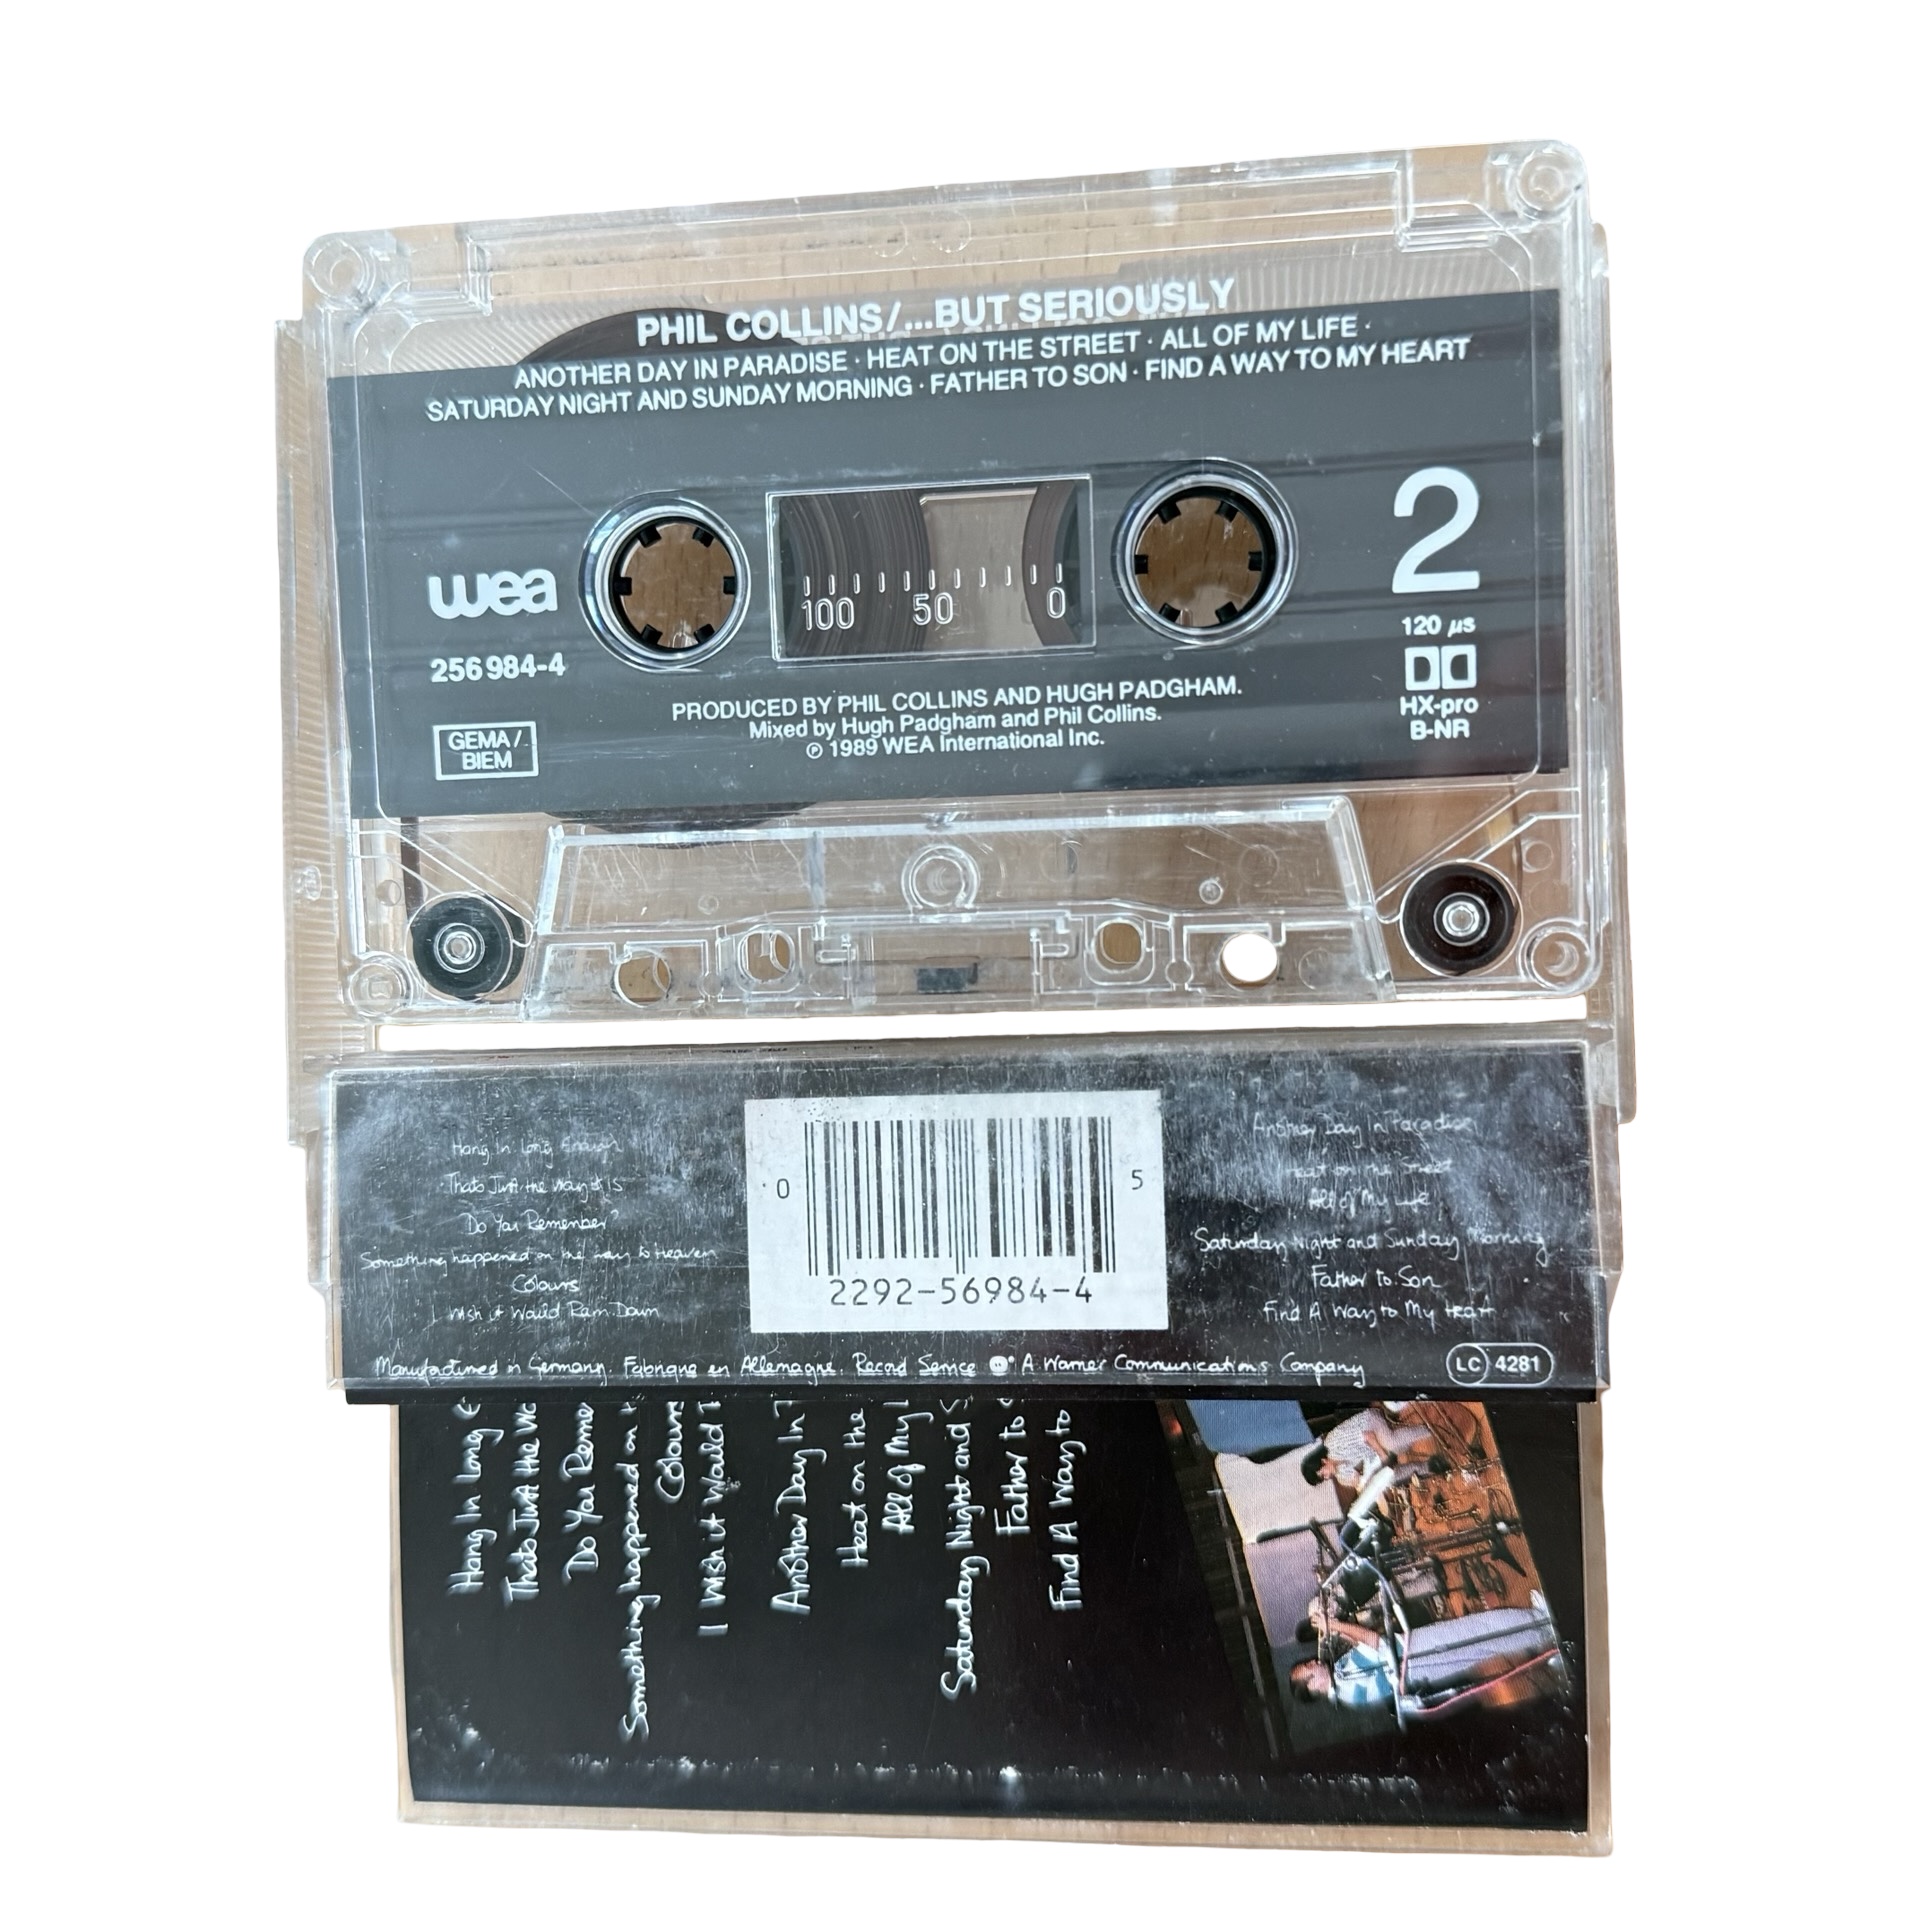 PHIL COLLINS/...BUT SERIOUSLY
ANOTHER DAY IN PARADISE · HEAT ON THE STREET · ALL OF MY LIFE ·
SATURDAY NIGHT AND SUNDAY MORNING · FATHER TO SON · FIND A WAY TO MY HEART
wea
256 984-4
GEMA/
BIEM
100 50 0
2
120 µs
HX-pro
B-NR
PRODUCED BY PHIL COLLINS AND HUGH PADGHAM.
Mixed by Hugh Padgham and Phil Collins.
℗ 1989 WEA International Inc.
Hang In Long Enough
Thats Just the Way It Is
Do You Remember?
Something happened on the way to Heaven
Colours
I wish it Would Rain Down
0 5
2292-56984-4
Another Day In Paradise
Heat on the Street
All of My Life
Saturday Night and Sunday Morning
Father to Son
Find A Way to My Heart
Manufactured in Germany. Fabriqué en Allemagne. Record Service A Warner Communications Company
LC 4281
Hang In Long E
Thats Just the Wa
Do You Reme
Something happened on t
Colours
I wish it Would
Another Day In
Heat on the
All of My
Saturday Night and S
Father to
Find A Way to